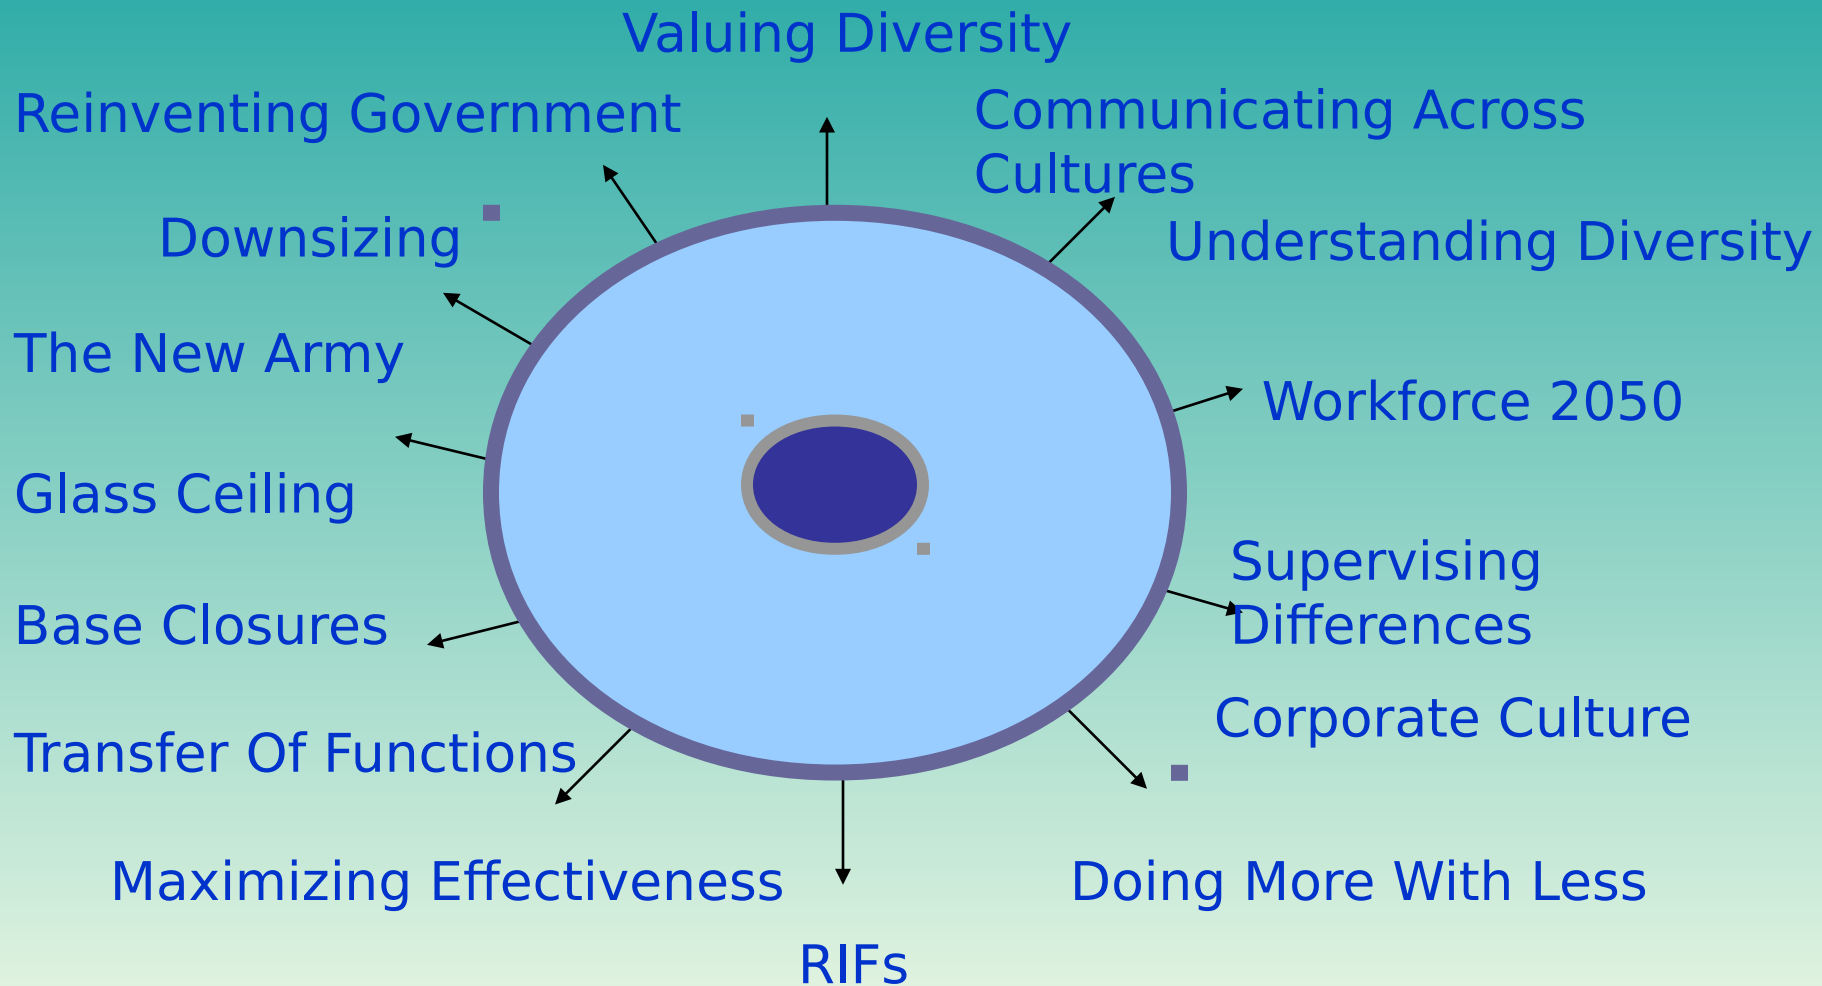 Valuing Diversity
Reinventing Government
Communicating Across
Cultures
Downsizing
Understanding Diversity
The New Army
Workforce 2050
Glass Ceiling
Supervising
Differences
Base Closures
Corporate Culture
Transfer Of Functions
Maximizing Effectiveness
Doing More With Less
RIFs